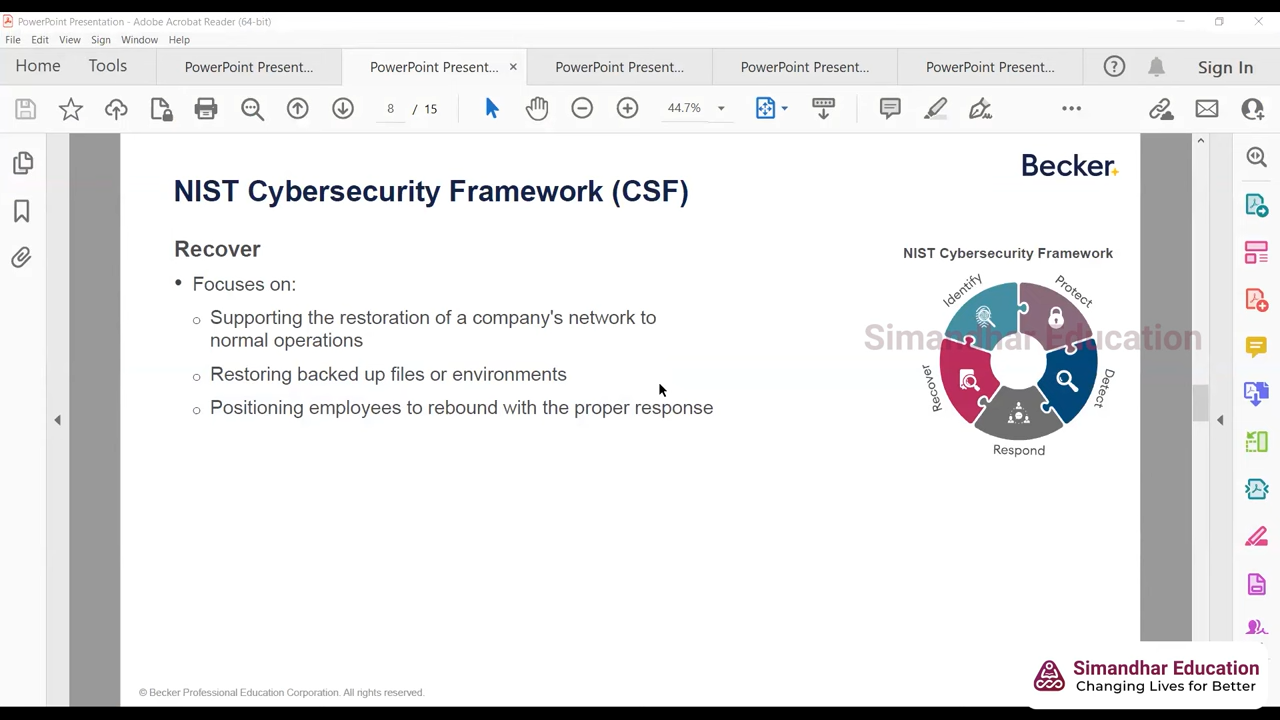 PowerPoint Presentation - Adobe Acrobat Reader (64-bit)
File Edit View Sign Window Help
Home Tools PowerPoint Present... PowerPoint Present... × PowerPoint Present... PowerPoint Present... PowerPoint Present... Sign In
8 / 15 44.7%
Becker
NIST Cybersecurity Framework (CSF)
Recover
• Focuses on:
○ Supporting the restoration of a company's network to
normal operations
○ Restoring backed up files or environments
○ Positioning employees to rebound with the proper response
NIST Cybersecurity Framework
Identify
Protect
Detect
Respond
Recover
Simandhar Education
© Becker Professional Education Corporation. All rights reserved.
Simandhar Education
Changing Lives for Better